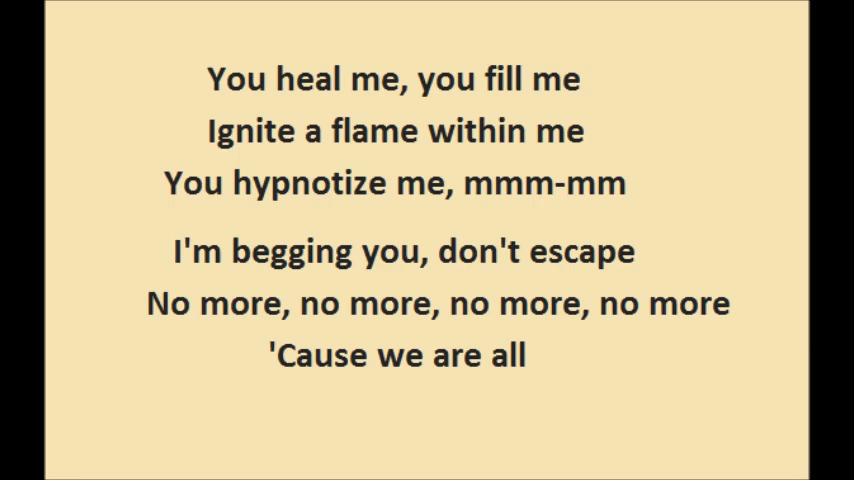 You heal me, you fill me
Ignite a flame within me
You hypnotize me, mmm-mm
I'm begging you, don't escape
No more, no more, no more, no more
'Cause we are all